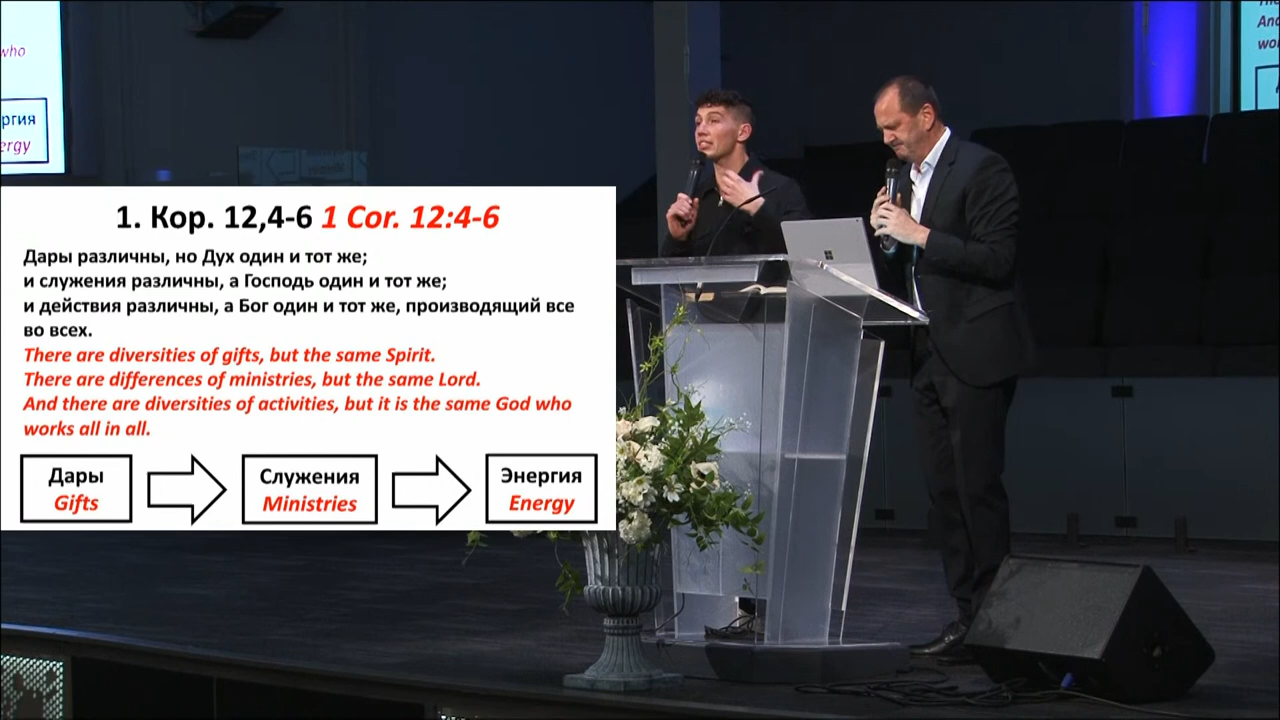 who
ргия
ergy
And
wor
1. Кор. 12,4-6 1 Cor. 12:4-6
Дары различны, но Дух один и тот же;
и служения различны, а Господь один и тот же;
и действия различны, а Бог один и тот же, производящий все
во всех.
There are diversities of gifts, but the same Spirit.
There are differences of ministries, but the same Lord.
And there are diversities of activities, but it is the same God who
works all in all.
Дары
Gifts
Служения
Ministries
Энергия
Energy